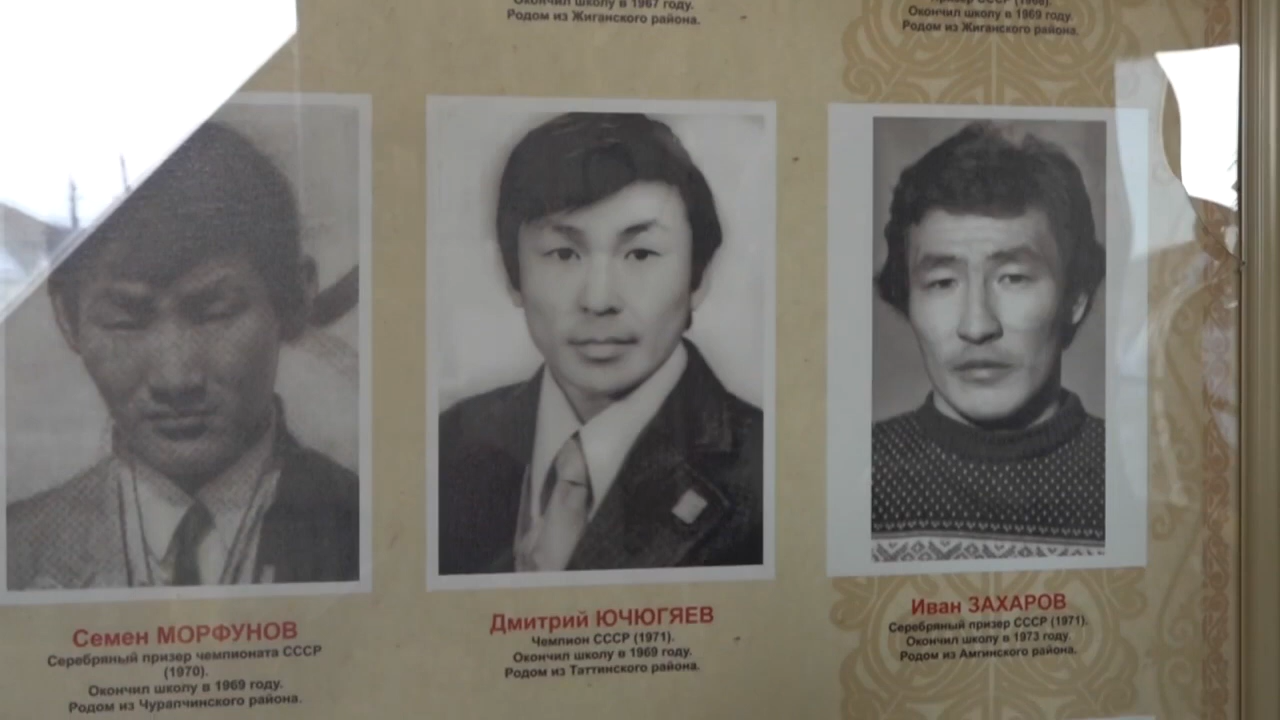 Окончил школу в 1967 году.
Родом из Жиганского района.
Призер СССР (1968).
Окончил школу в 1969 году.
Родом из Жиганского района.
Семен МОРФУНОВ
Серебряный призер чемпионата СССР
(1970).
Окончил школу в 1969 году.
Родом из Чурапчинского района.
Дмитрий ЮЧЮГЯЕВ
Чемпион СССР (1971).
Окончил школу в 1969 году.
Родом из Таттинского района.
Иван ЗАХАРОВ
Серебряный призер СССР (1971).
Окончил школу в 1973 году.
Родом из Амгинского района.